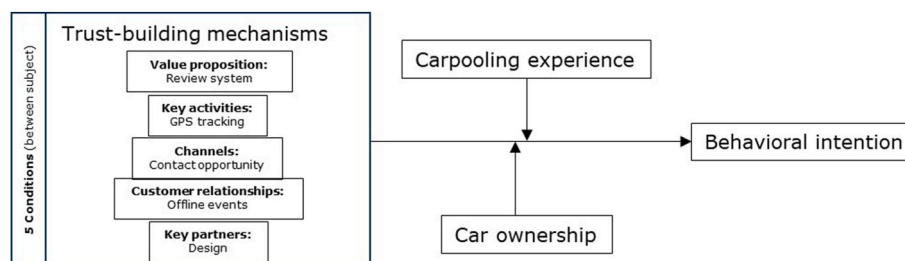 5 Conditions (between subject)
Trust-building mechanisms
Value proposition:
Review system
Key activities:
GPS tracking
Channels:
Contact opportunity
Customer relationships:
Offline events
Key partners:
Design
Carpooling experience
Behavioral intention
Car ownership